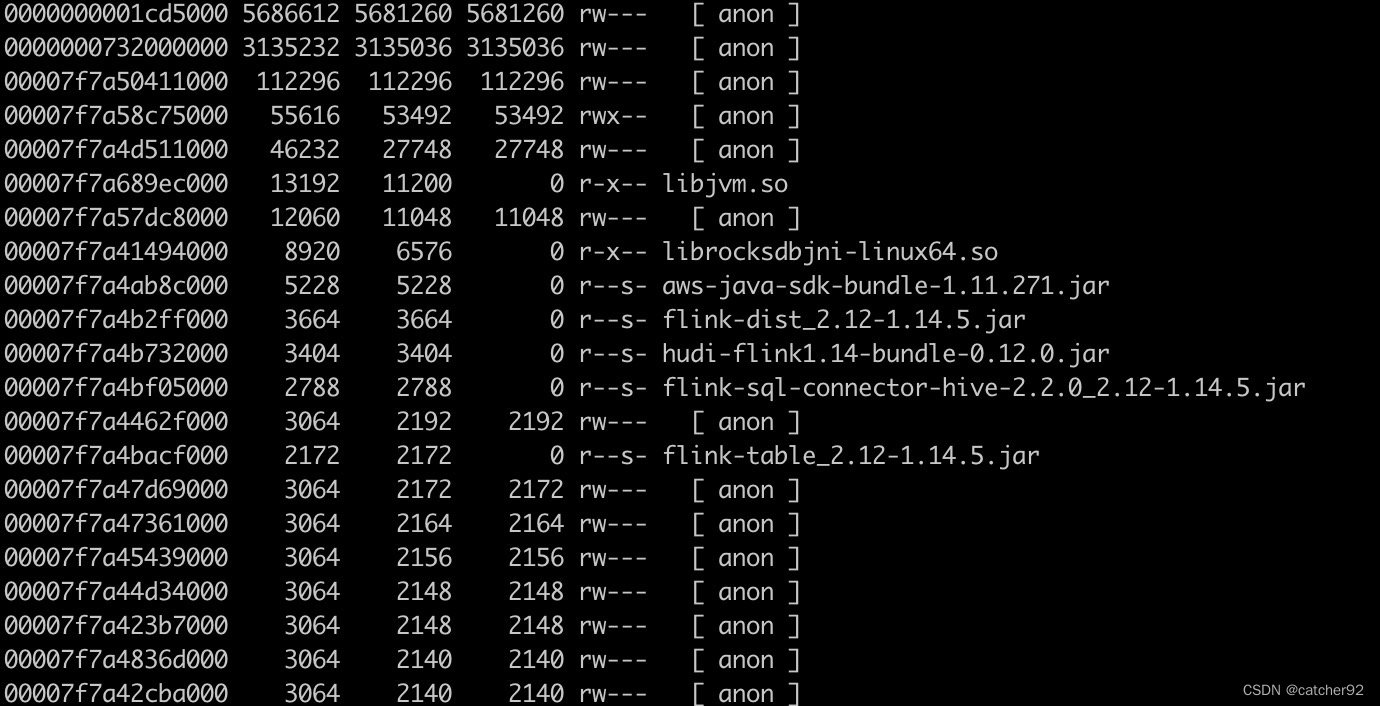 0000000001cd5000 5686612 5681260 5681260 rw---   [ anon ]
0000000732000000 3135232 3135036 3135036 rw---   [ anon ]
00007f7a50411000  112296  112296  112296 rw---   [ anon ]
00007f7a58c75000   55616   53492   53492 rwx--   [ anon ]
00007f7a4d511000   46232   27748   27748 rw---   [ anon ]
00007f7a689ec000   13192   11200       0 r-x-- libjvm.so
00007f7a57dc8000   12060   11048   11048 rw---   [ anon ]
00007f7a41494000    8920    6576       0 r-x-- librocksdbjni-linux64.so
00007f7a4ab8c000    5228    5228       0 r--s- aws-java-sdk-bundle-1.11.271.jar
00007f7a4b2ff000    3664    3664       0 r--s- flink-dist_2.12-1.14.5.jar
00007f7a4b732000    3404    3404       0 r--s- hudi-flink1.14-bundle-0.12.0.jar
00007f7a4bf05000    2788    2788       0 r--s- flink-sql-connector-hive-2.2.0_2.12-1.14.5.jar
00007f7a4462f000    3064    2192    2192 rw---   [ anon ]
00007f7a4bacf000    2172    2172       0 r--s- flink-table_2.12-1.14.5.jar
00007f7a47d69000    3064    2172    2172 rw---   [ anon ]
00007f7a47361000    3064    2164    2164 rw---   [ anon ]
00007f7a45439000    3064    2156    2156 rw---   [ anon ]
00007f7a44d34000    3064    2148    2148 rw---   [ anon ]
00007f7a423b7000    3064    2148    2148 rw---   [ anon ]
00007f7a4836d000    3064    2140    2140 rw---   [ anon ]
00007f7a42cba000    3064    2140    2140 rw---   [ anon ]
CSDN @catcher92